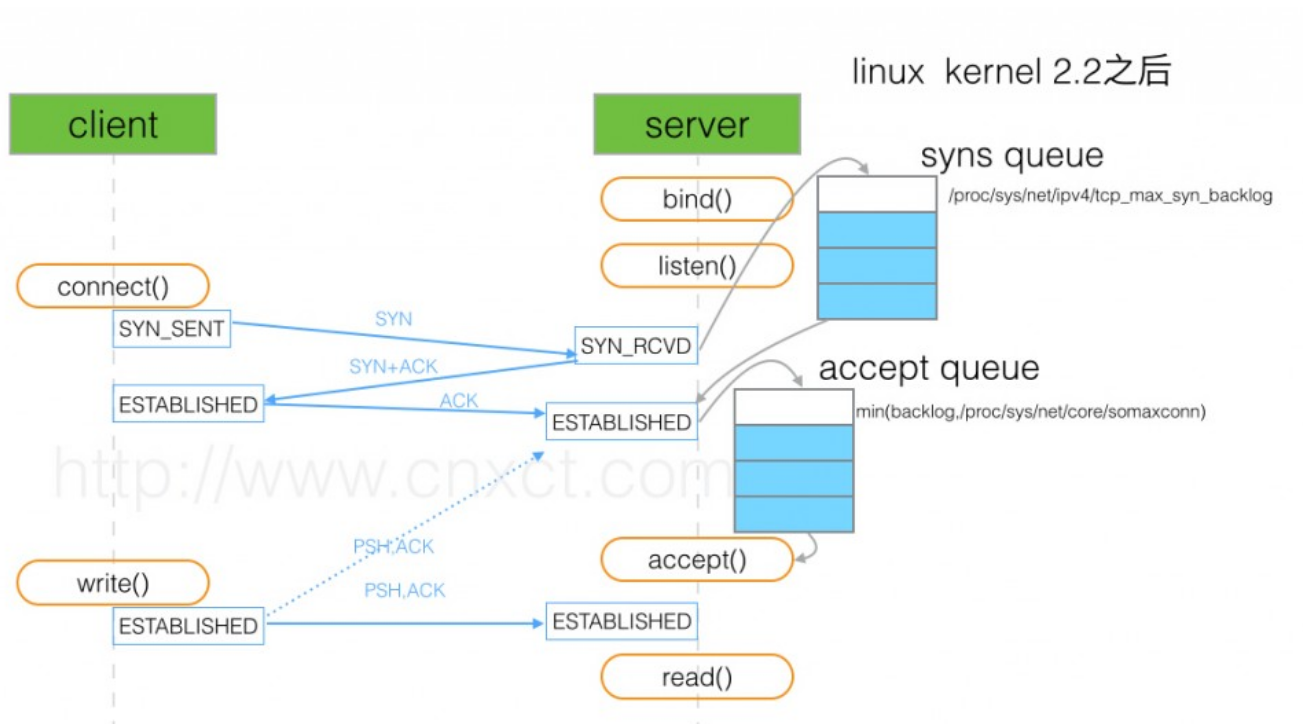 linux kernel 2.2之后
client
server
syns queue
/proc/sys/net/ipv4/tcp_max_syn_backlog
bind()
listen()
connect()
SYN_SENT
SYN
SYN_RCVD
SYN+ACK
accept queue
ESTABLISHED
ACK
ESTABLISHED
min(backlog,/proc/sys/net/core/somaxconn)
http://www.cnxct.com
PSH,ACK
accept()
write()
PSH,ACK
ESTABLISHED
ESTABLISHED
read()